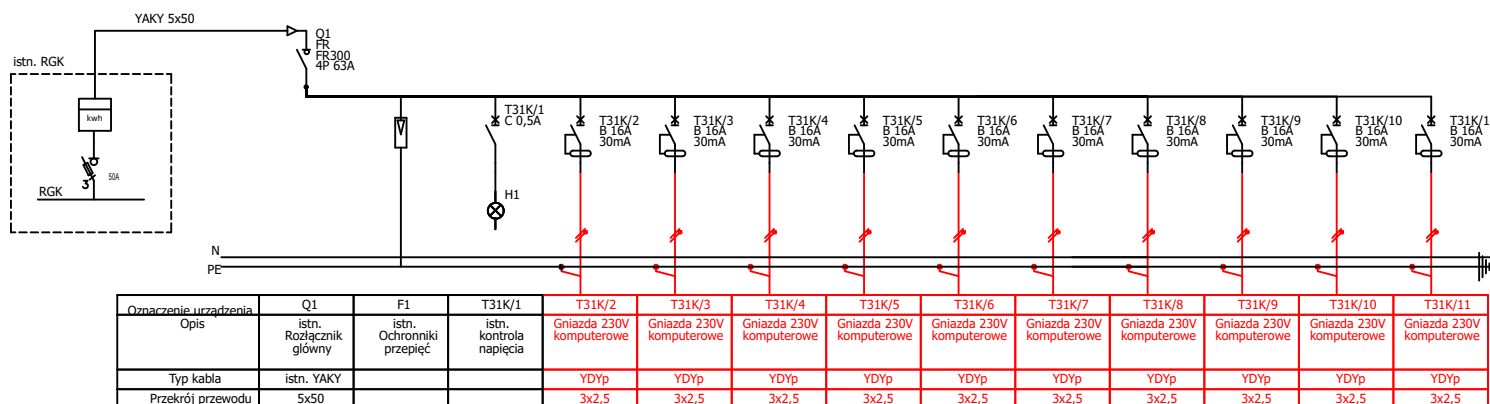 YAKY 5x50
Q1
FR
FR300
4P 63A
istn. RGK
kwh
50A
RGK
T31K/1
C 0,5A
H1
T31K/2
B 16A
30mA
T31K/3
B 16A
30mA
T31K/4
B 16A
30mA
T31K/5
B 16A
30mA
T31K/6
B 16A
30mA
T31K/7
B 16A
30mA
T31K/8
B 16A
30mA
T31K/9
B 16A
30mA
T31K/10
B 16A
30mA
T31K/1
B 16A
30mA
N
PE
Oznaczenie urządzenia Q1 F1 T31K/1 T31K/2 T31K/3 T31K/4 T31K/5 T31K/6 T31K/7 T31K/8 T31K/9 T31K/10 T31K/11
Opis istn. istn. istn. Gniazda 230V Gniazda 230V Gniazda 230V Gniazda 230V Gniazda 230V Gniazda 230V Gniazda 230V Gniazda 230V Gniazda 230V Gniazda 230V
Rozłącznik Ochronniki kontrola komputerowe komputerowe komputerowe komputerowe komputerowe komputerowe komputerowe komputerowe komputerowe komputerowe
główny przepięć napięcia
Typ kabla istn. YAKY YDYp YDYp YDYp YDYp YDYp YDYp YDYp YDYp YDYp YDYp
Przekrój przewodu 5x50 3x2,5 3x2,5 3x2,5 3x2,5 3x2,5 3x2,5 3x2,5 3x2,5 3x2,5 3x2,5